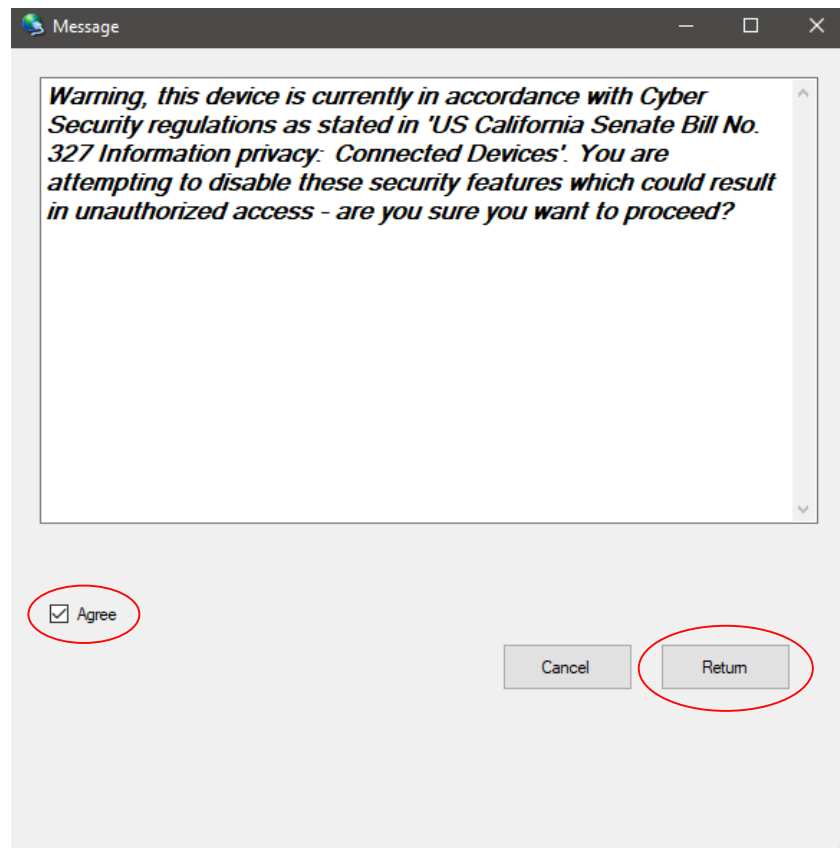 Message
Warning, this device is currently in accordance with Cyber
Security regulations as stated in 'US California Senate Bill No.
327 Information privacy:  Connected Devices'. You are
attempting to disable these security features which could result
in unauthorized access - are you sure you want to proceed?
Agree
Cancel
Return